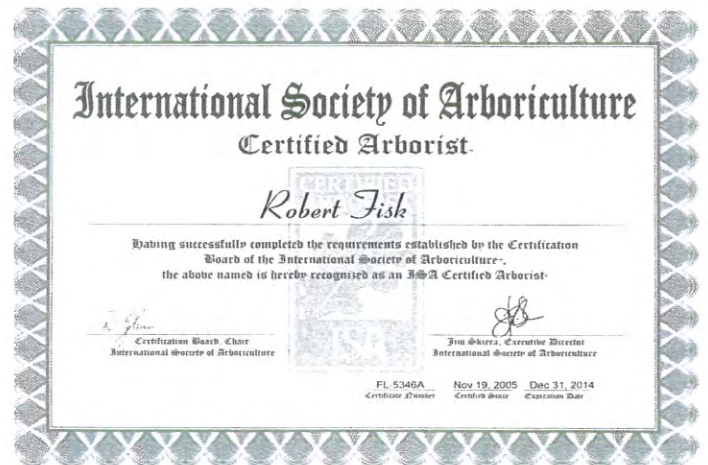 International Society of Arboriculture
Certified Arborist
CERTIFIED
Robert Fisk
Having successfully completed the requirements established by the Certification
Board of the International Society of Arboriculture,
the above named is hereby recognized as an ISA Certified Arborist
ISA
Certification Board, Chair
International Society of Arboriculture
Jim Skiera, Executive Director
International Society of Arboriculture
FL-5346A Nov 19, 2005 Dec 31, 2014
Certificate Number Certified Since Expiration Date